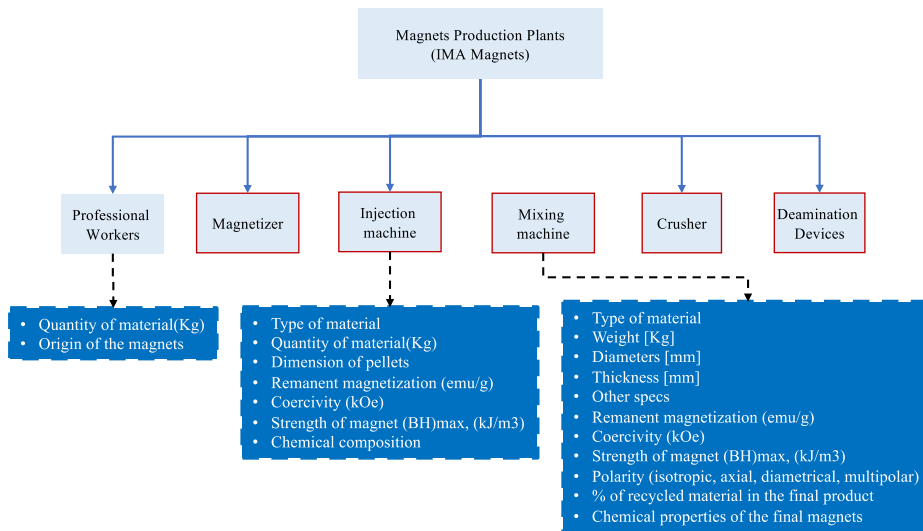 Magnets Production Plants
(IMA Magnets)
Professional
Workers
Magnetizer
Injection
machine
Mixing
machine
Crusher
Deamination
Devices
• Quantity of material(Kg)
• Origin of the magnets
• Type of material
• Quantity of material(Kg)
• Dimension of pellets
• Remanent magnetization (emu/g)
• Coercivity (kOe)
• Strength of magnet (BH)max, (kJ/m3)
• Chemical composition
• Type of material
• Weight [Kg]
• Diameters [mm]
• Thickness [mm]
• Other specs
• Remanent magnetization (emu/g)
• Coercivity (kOe)
• Strength of magnet (BH)max, (kJ/m3)
• Polarity (isotropic, axial, diametrical, multipolar)
• % of recycled material in the final product
• Chemical properties of the final magnets